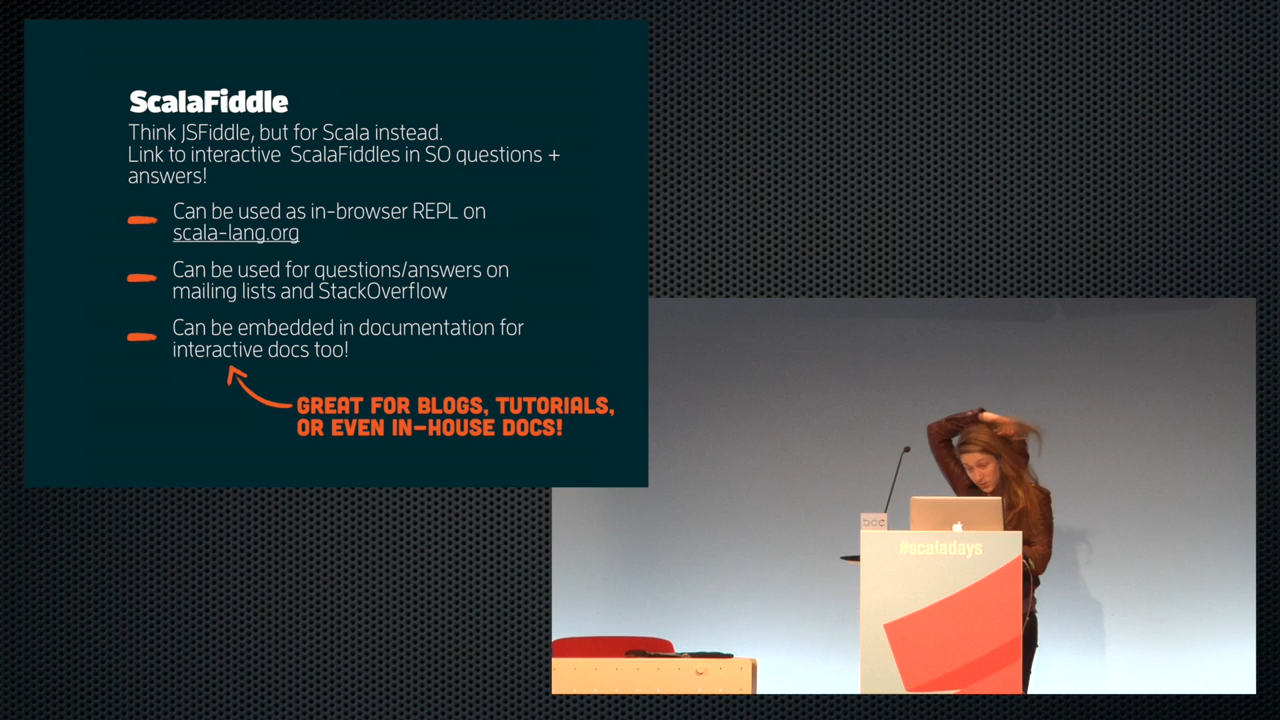 ScalaFiddle
Think JSFiddle, but for Scala instead.
Link to interactive ScalaFiddles in SO questions +
answers!
Can be used as in-browser REPL on
scala-lang.org
Can be used for questions/answers on
mailing lists and StackOverflow
Can be embedded in documentation for
interactive docs too!
GREAT FOR BLOGS, TUTORIALS,
OR EVEN IN-HOUSE DOCS!
bcc
#scaladays